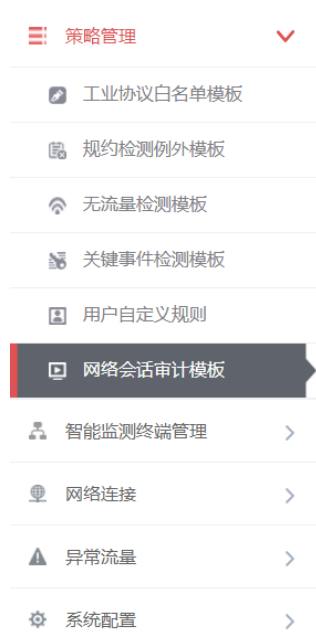 策略管理
工业协议白名单模板
规约检测例外模板
无流量检测模板
关键事件检测模板
用户自定义规则
网络会话审计模板
智能监测终端管理
网络连接
异常流量
系统配置